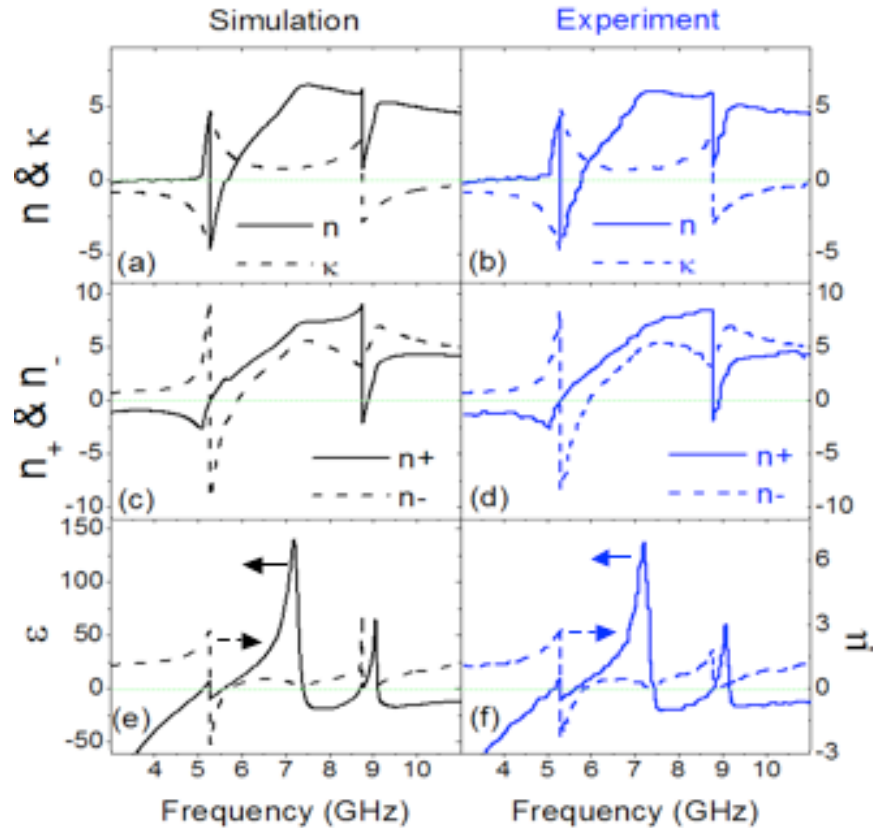 Simulation Experiment
n & κ
5
0
-5
(a)
n
κ
(b)
n
κ
5
0
-5
n+ & n-
10
5
0
-5
-10
(c)
n+
n-
(d)
n+
n-
10
5
0
-5
-10
ε
150
100
50
0
-50
(e)
(f)
6
3
0
-3
μ
4 5 6 7 8 9 10 4 5 6 7 8 9 10
Frequency (GHz) Frequency (GHz)